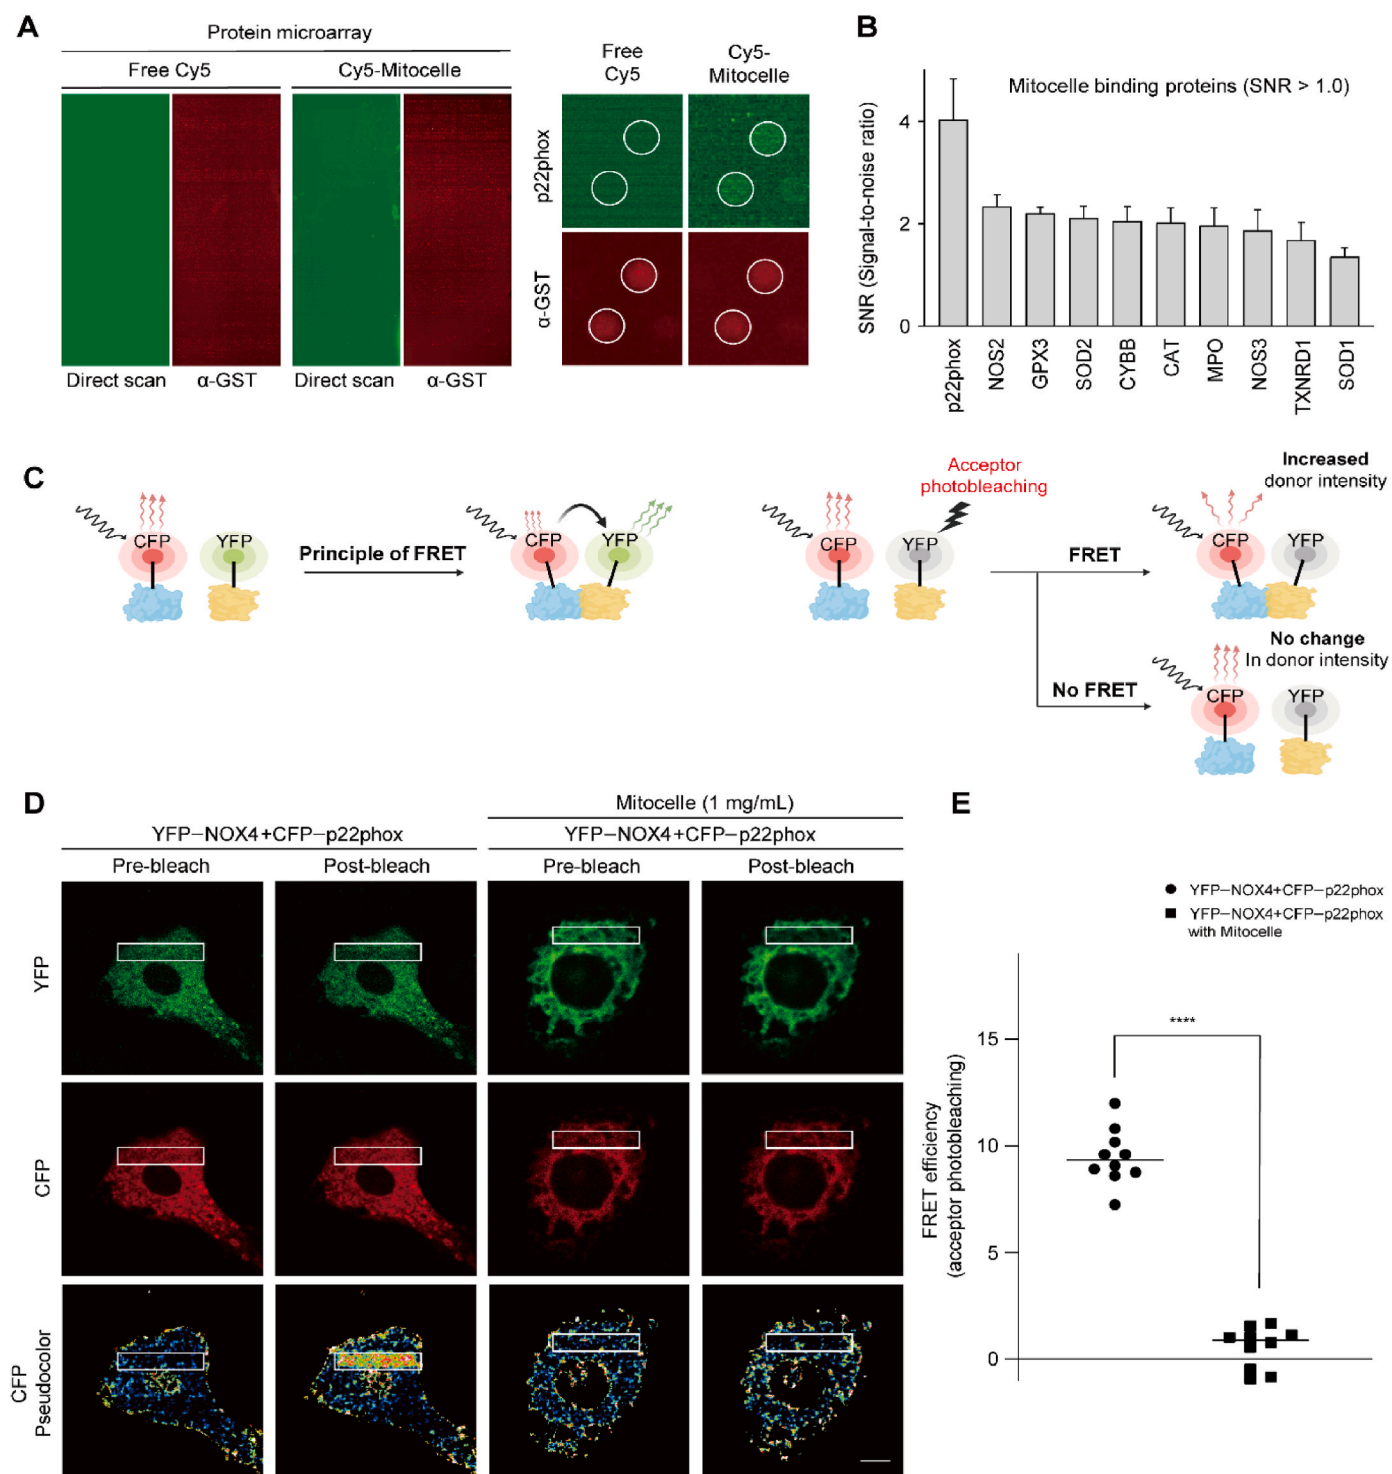 A
Protein microarray
Free Cy5
Cy5-Mitocelle
Direct scan
α-GST
Direct scan
α-GST
Free
Cy5
Cy5-
Mitocelle
p22phox
α-GST
B
Mitocelle binding proteins (SNR > 1.0)
SNR (Signal-to-noise ratio)
4
2
0
p22phox
NOS2
GPX3
SOD2
CYBB
CAT
MPO
NOS3
TXNRD1
SOD1
C
CFP
YFP
Principle of FRET
CFP
YFP
Acceptor
photobleaching
CFP
YFP
FRET
No FRET
Increased
donor intensity
CFP
YFP
No change
In donor intensity
CFP
YFP
D
Mitocelle (1 mg/mL)
YFP–NOX4+CFP–p22phox
YFP–NOX4+CFP–p22phox
Pre-bleach
Post-bleach
Pre-bleach
Post-bleach
YFP
CFP
CFP
Pseudocolor
E
YFP–NOX4+CFP–p22phox
YFP–NOX4+CFP–p22phox
with Mitocelle
****
FRET efficiency
(acceptor photobleaching)
15
10
5
0